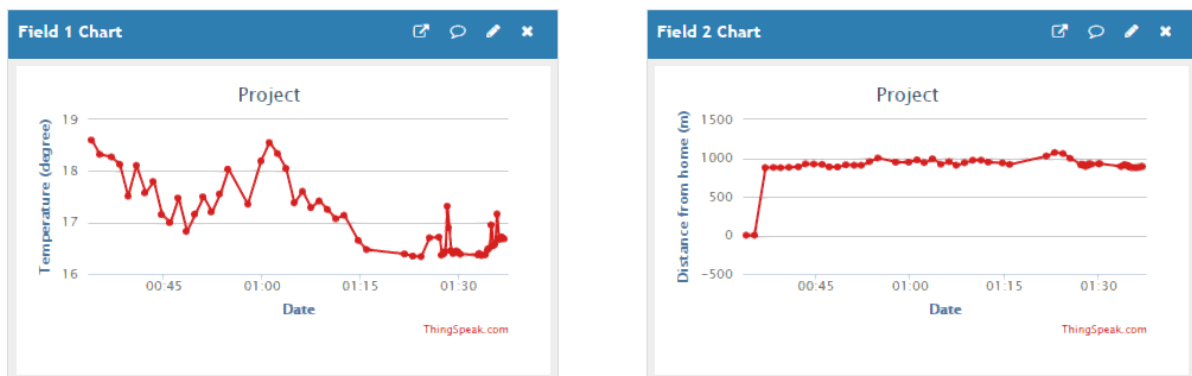 Field 1 Chart
Project
Temperature (degree)
19
18
17
16
00:45 01:00 01:15 01:30
Date
ThingSpeak.com
Field 2 Chart
Project
Distance from home (m)
1500
1000
500
0
-500
00:45 01:00 01:15 01:30
Date
ThingSpeak.com